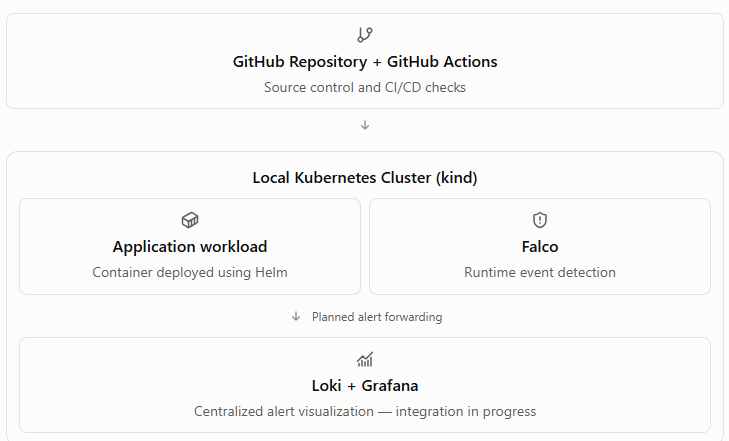 GitHub Repository + GitHub Actions
Source control and CI/CD checks
Local Kubernetes Cluster (kind)
Application workload
Container deployed using Helm
Falco
Runtime event detection
Planned alert forwarding
Loki + Grafana
Centralized alert visualization — integration in progress